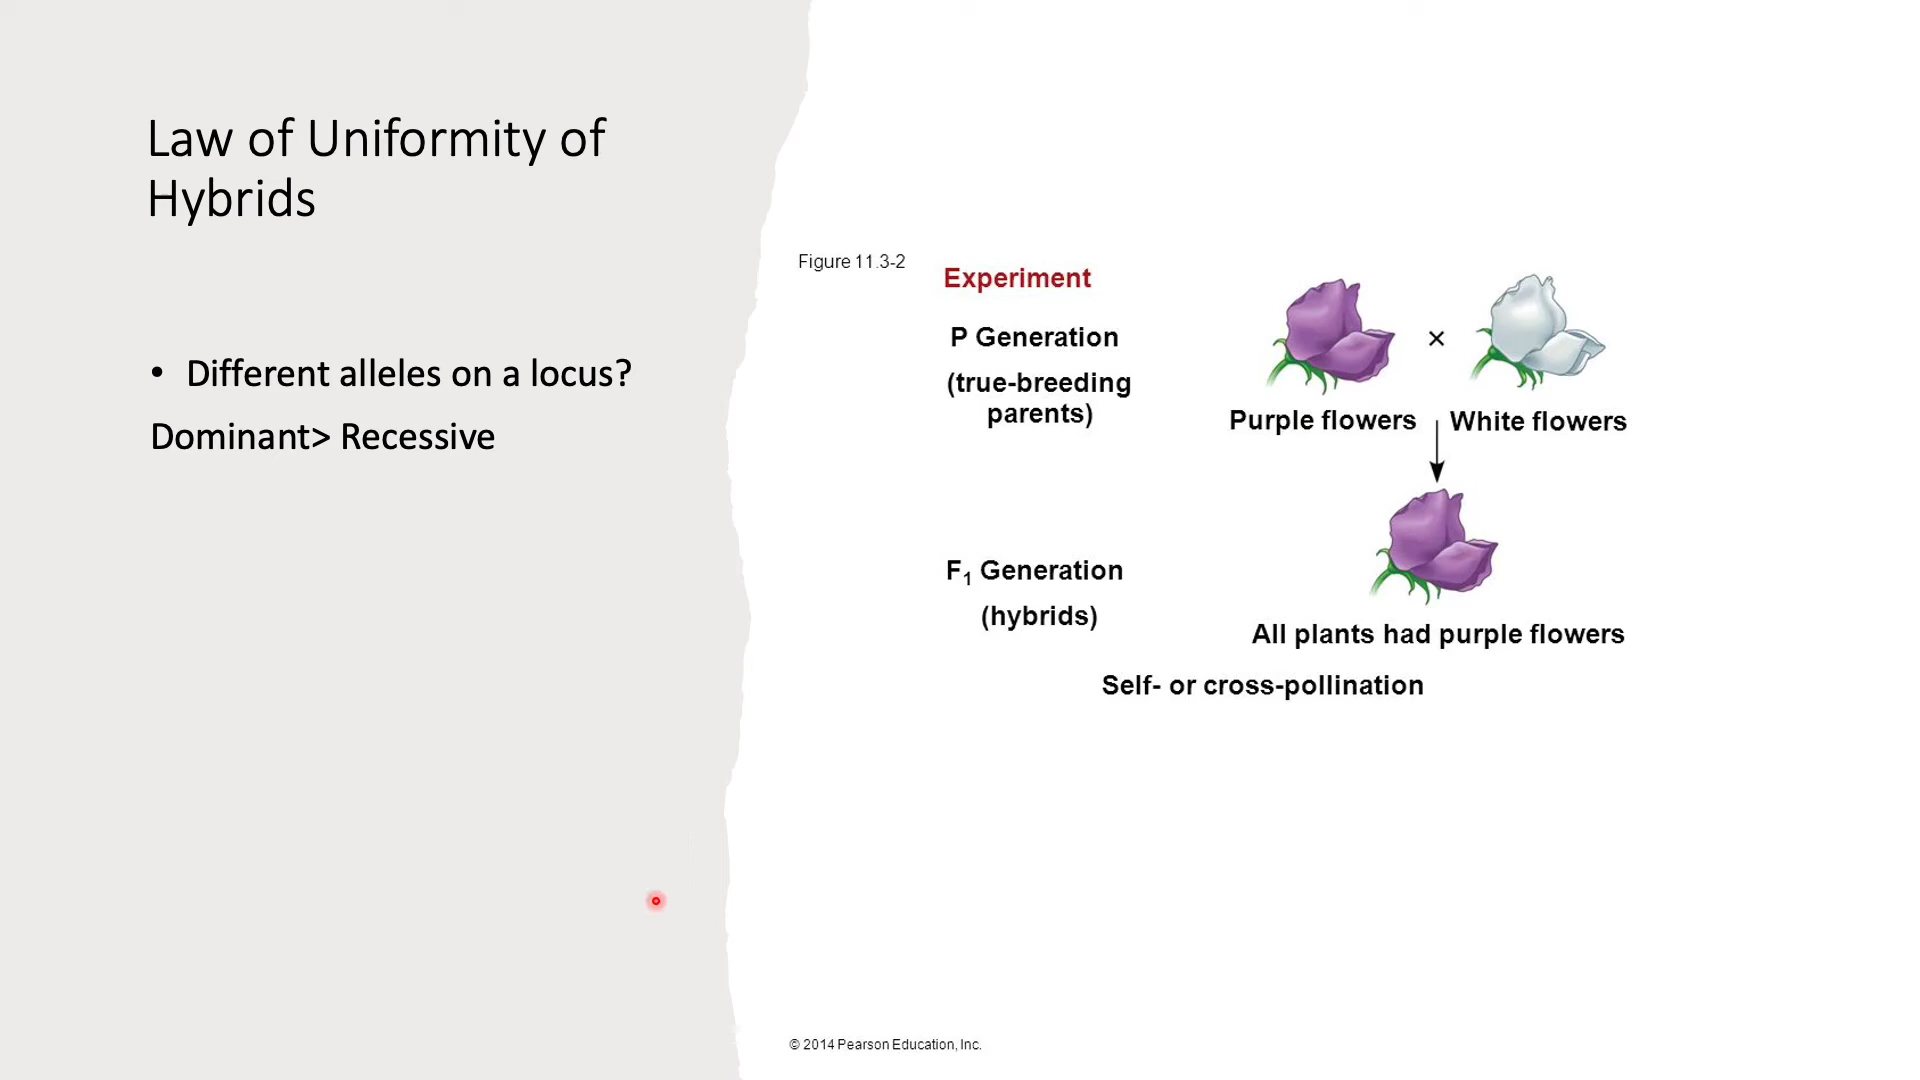 Law of Uniformity of
Hybrids
• Different alleles on a locus?
Dominant> Recessive
Figure 11.3-2
Experiment
P Generation
(true-breeding
parents)
×
Purple flowers
White flowers
F₁ Generation
(hybrids)
All plants had purple flowers
Self- or cross-pollination
© 2014 Pearson Education, Inc.